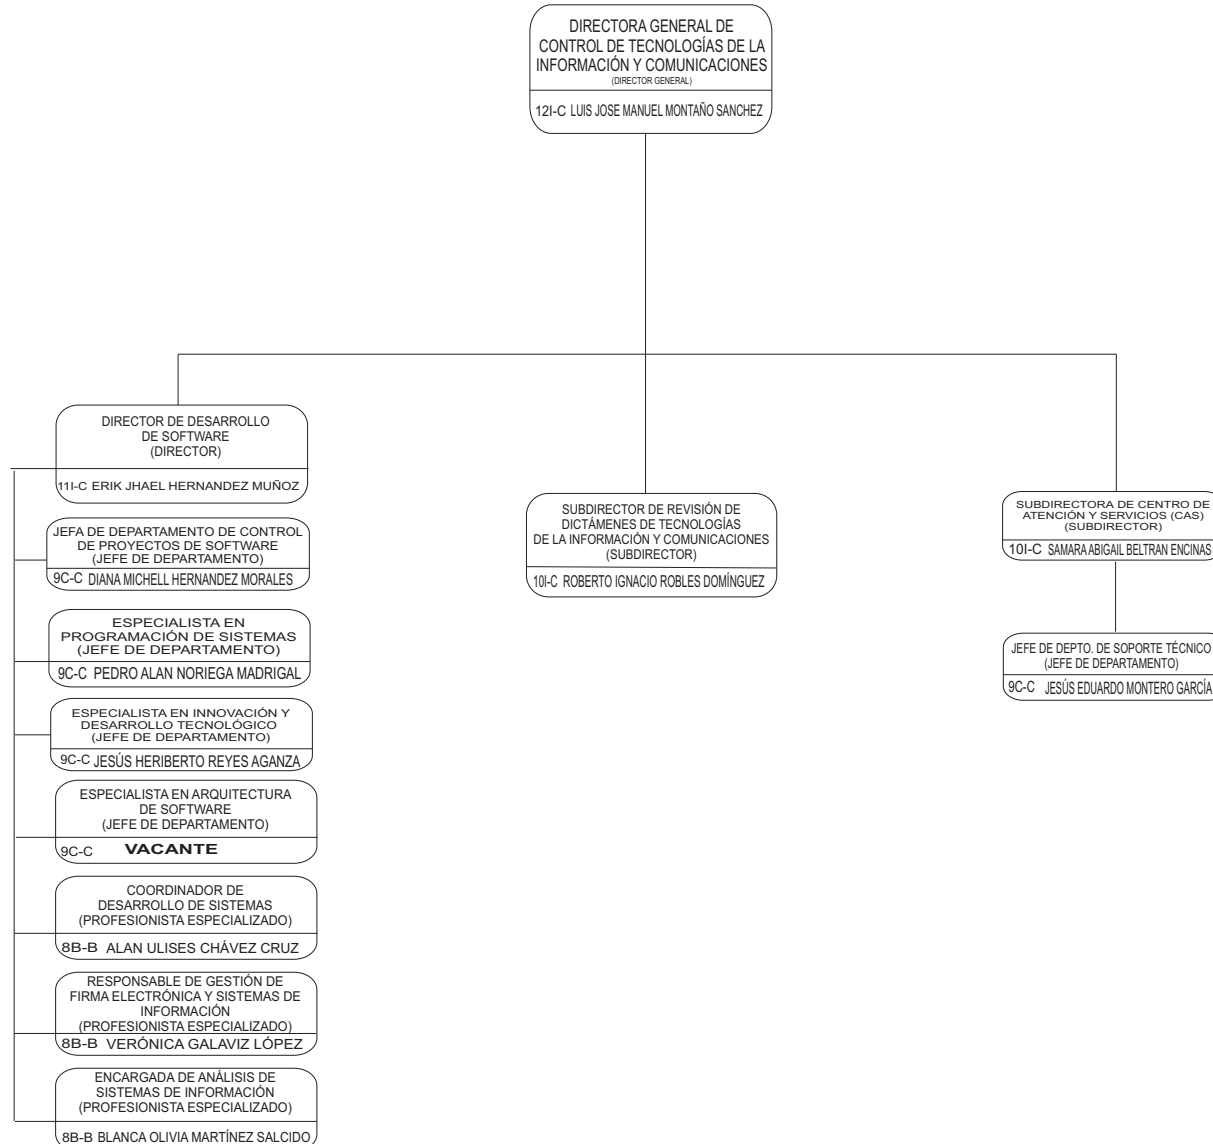 DIRECTORA GENERAL DE
CONTROL DE TECNOLOGÍAS DE LA
INFORMACIÓN Y COMUNICACIONES
(DIRECTOR GENERAL)
12I-C LUIS JOSE MANUEL MONTAÑO SANCHEZ
DIRECTOR DE DESARROLLO
DE SOFTWARE
(DIRECTOR)
11I-C ERIK JHAEL HERNANDEZ MUÑOZ
JEFA DE DEPARTAMENTO DE CONTROL
DE PROYECTOS DE SOFTWARE
(JEFE DE DEPARTAMENTO)
9C-C DIANA MICHELL HERNANDEZ MORALES
ESPECIALISTA EN
PROGRAMACIÓN DE SISTEMAS
(JEFE DE DEPARTAMENTO)
9C-C PEDRO ALAN NORIEGA MADRIGAL
ESPECIALISTA EN INNOVACIÓN Y
DESARROLLO TECNOLÓGICO
(JEFE DE DEPARTAMENTO)
9C-C JESÚS HERIBERTO REYES AGANZA
ESPECIALISTA EN ARQUITECTURA
DE SOFTWARE
(JEFE DE DEPARTAMENTO)
9C-C VACANTE
COORDINADOR DE
DESARROLLO DE SISTEMAS
(PROFESIONISTA ESPECIALIZADO)
8B-B ALAN ULISES CHÁVEZ CRUZ
RESPONSABLE DE GESTIÓN DE
FIRMA ELECTRÓNICA Y SISTEMAS DE
INFORMACIÓN
(PROFESIONISTA ESPECIALIZADO)
8B-B VERÓNICA GALAVIZ LÓPEZ
ENCARGADA DE ANÁLISIS DE
SISTEMAS DE INFORMACIÓN
(PROFESIONISTA ESPECIALIZADO)
8B-B BLANCA OLIVIA MARTÍNEZ SALCIDO
SUBDIRECTOR DE REVISIÓN DE
DICTÁMENES DE TECNOLOGÍAS
DE LA INFORMACIÓN Y COMUNICACIONES
(SUBDIRECTOR)
10I-C ROBERTO IGNACIO ROBLES DOMÍNGUEZ
SUBDIRECTORA DE CENTRO DE
ATENCIÓN Y SERVICIOS (CAS)
(SUBDIRECTOR)
10I-C SAMARA ABIGAIL BELTRAN ENCINAS
JEFE DE DEPTO. DE SOPORTE TÉCNICO
(JEFE DE DEPARTAMENTO)
9C-C JESÚS EDUARDO MONTERO GARCÍA